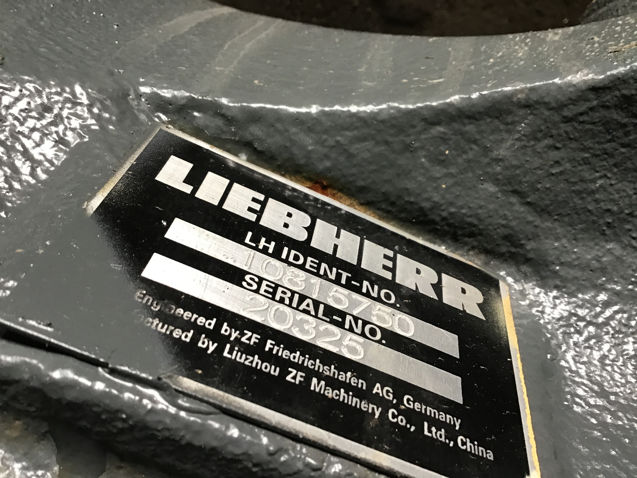 LIEBHERR
LH IDENT-NO.
10815750
SERIAL-NO.
20325
Engineered by ZF Friedrichshafen AG, Germany
by Liuzhou ZF Machinery Co., Ltd., China